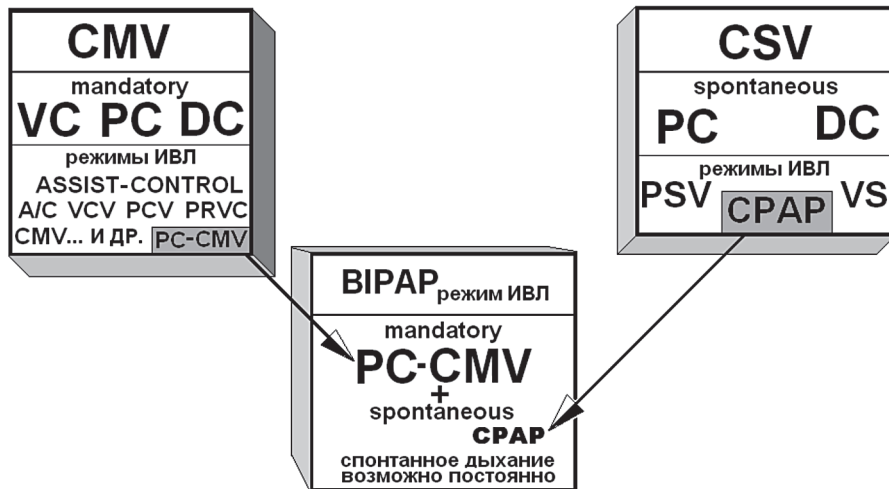 CMV
mandatory
VC PC DC
режимы ИВЛ
ASSIST-CONTROL
A/C VCV PCV PRVC
CMV... И ДР. PC-CMV
CSV
spontaneous
PC DC
режимы ИВЛ
PSV CPAP VS
BIPAP режим ИВЛ
mandatory
PC-CMV
+
spontaneous
CPAP
спонтанное дыхание
возможно постоянно